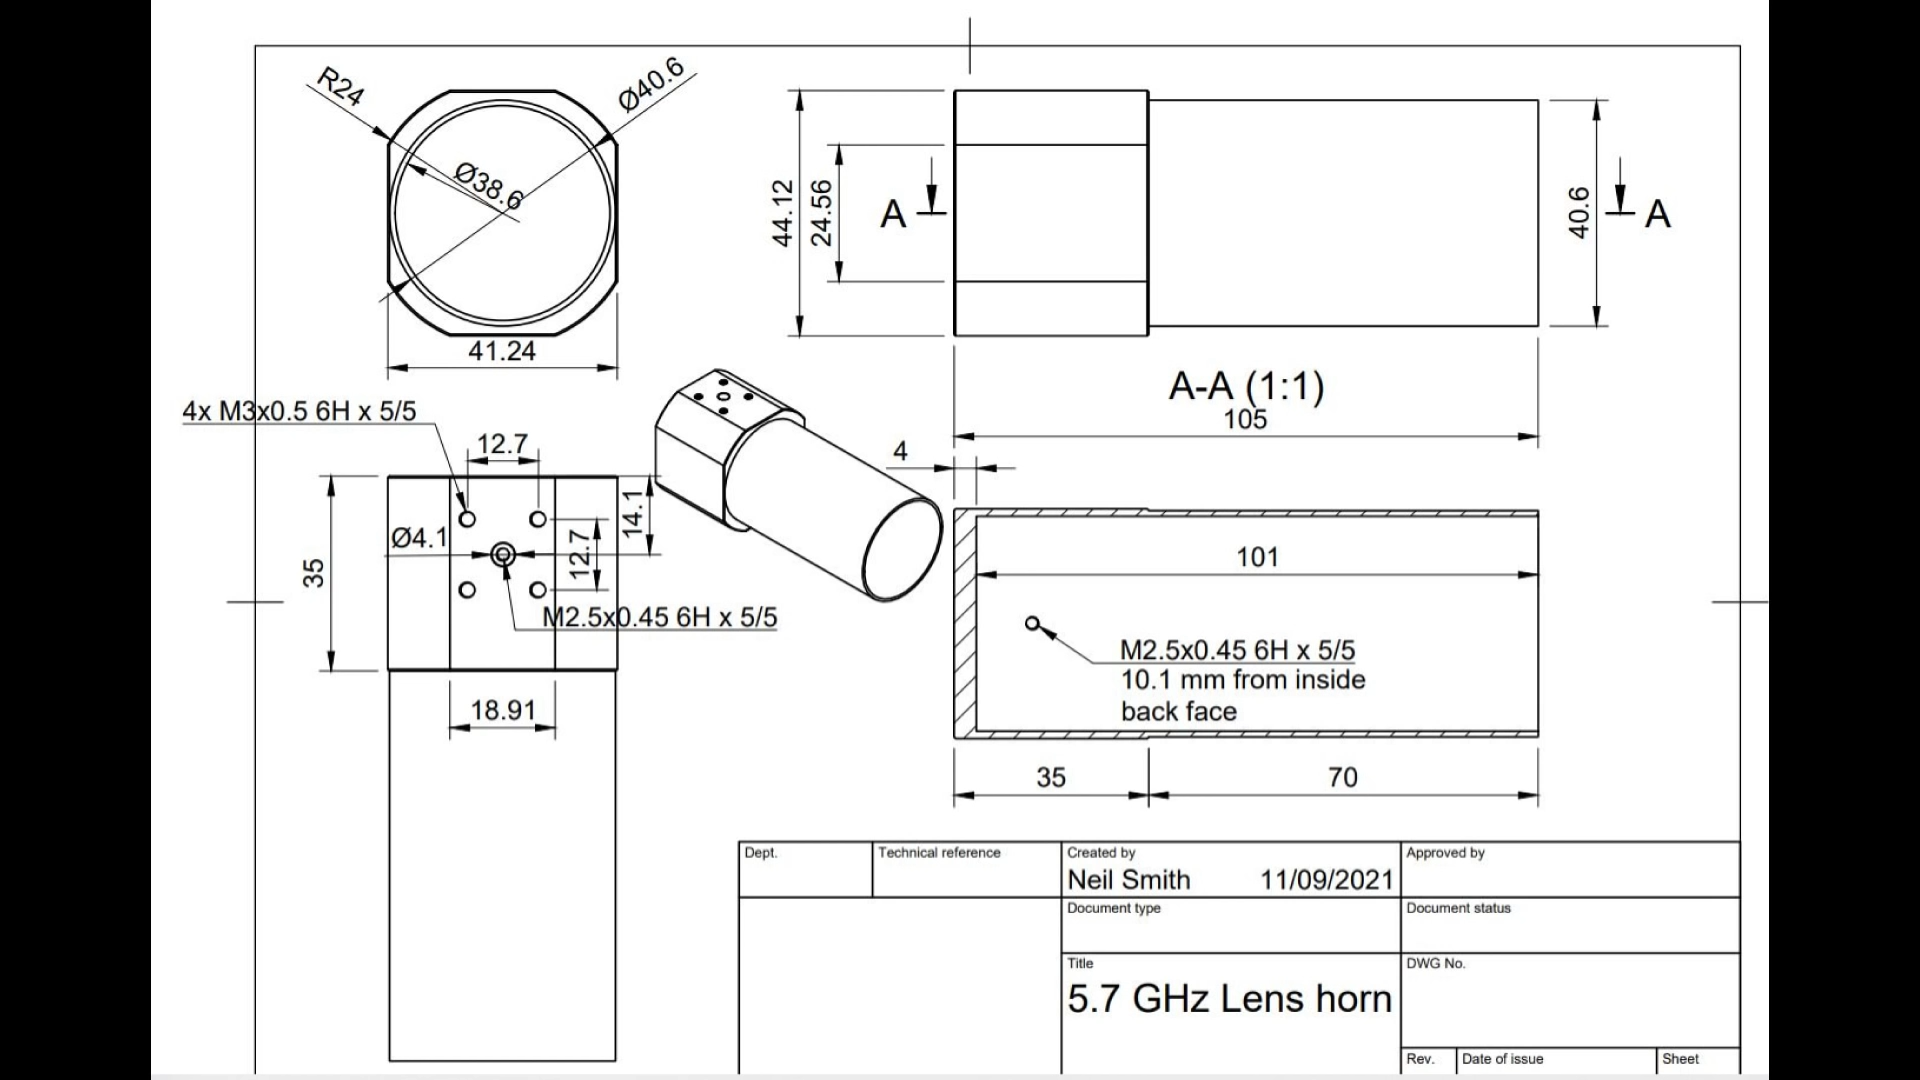 R24
Ø40.6
Ø38.6
41.24
44.12
24.56
A
A
40.6
A-A (1:1)
105
4x M3x0.5 6H x 5/5
12.7
14.1
Ø4.1
12.7
35
M2.5x0.45 6H x 5/5
18.91
4
101
M2.5x0.45 6H x 5/5
10.1 mm from inside
back face
35
70
Dept.
Technical reference
Created by
Neil Smith 11/09/2021
Approved by
Document type
Document status
Title
5.7 GHz Lens horn
DWG No.
Rev.
Date of issue
Sheet